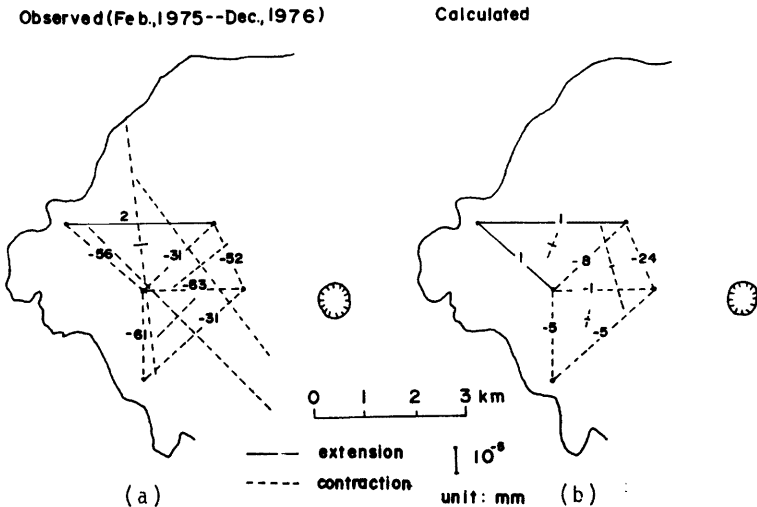 Observed (Feb., 1975--Dec., 1976)
Calculated
2
-56
-31
-52
-63
-61
-31
1
1
-8
-24
1
-5
-5
0 1 2 3 km
extension
contraction
10⁻⁶
unit: mm
(a)
(b)